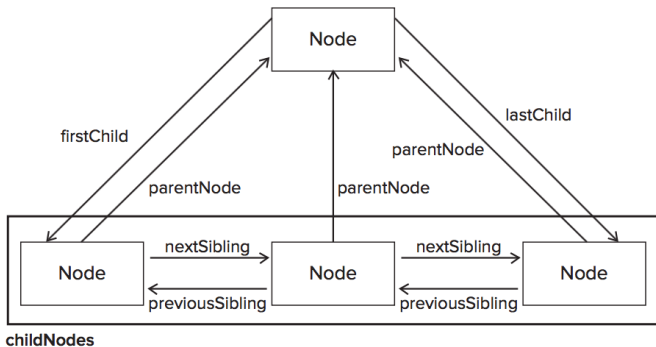 Node
firstChild
lastChild
parentNode
parentNode
parentNode
Node
nextSibling
previousSibling
Node
nextSibling
previousSibling
Node
childNodes